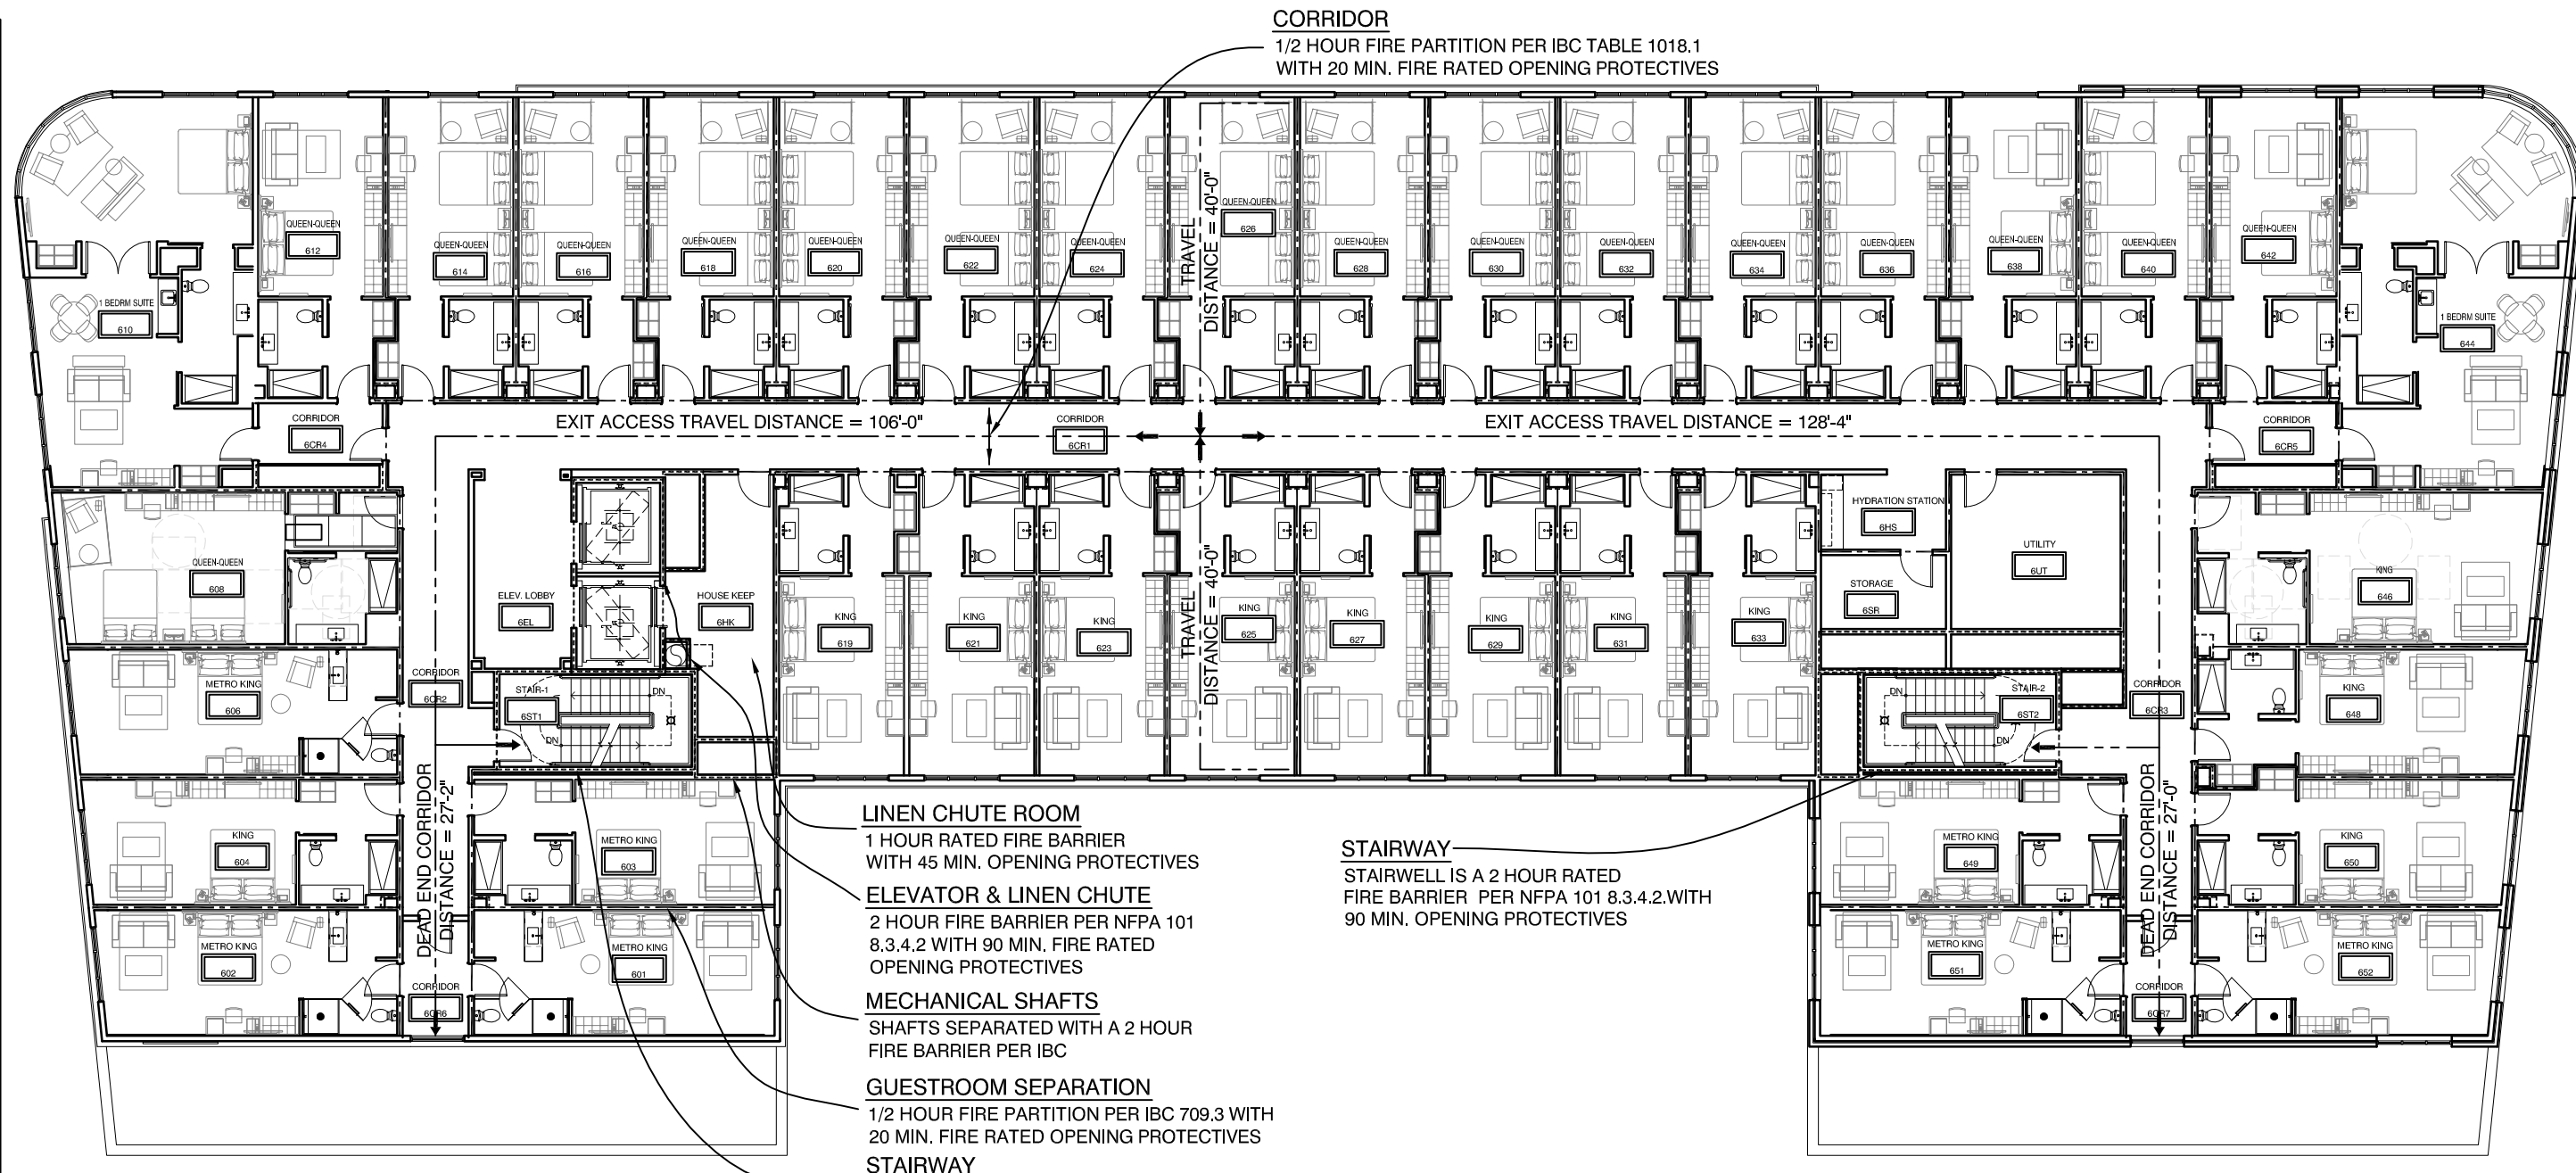 CORRIDOR
1/2 HOUR FIRE PARTITION PER IBC TABLE 1018.1
WITH 20 MIN. FIRE RATED OPENING PROTECTIVES
1 BEDRM SUITE
610
QUEEN-QUEEN
612
QUEEN-QUEEN
614
QUEEN-QUEEN
616
QUEEN-QUEEN
618
QUEEN-QUEEN
620
QUEEN-QUEEN
622
QUEEN-QUEEN
624
TRAVEL
DISTANCE = 40'-0"
QUEEN-QUEEN
626
QUEEN-QUEEN
628
QUEEN-QUEEN
630
QUEEN-QUEEN
632
QUEEN-QUEEN
634
QUEEN-QUEEN
636
QUEEN-QUEEN
638
QUEEN-QUEEN
640
QUEEN-QUEEN
642
1 BEDRM SUITE
644
CORRIDOR
6CR4
EXIT ACCESS TRAVEL DISTANCE = 106'-0"
CORRIDOR
6CR1
EXIT ACCESS TRAVEL DISTANCE = 128'-4"
CORRIDOR
6CR5
QUEEN-QUEEN
608
ELEV. LOBBY
6EL
HOUSE KEEP
6HK
KING
619
KING
621
KING
623
TRAVEL
DISTANCE = 40'-0"
KING
625
KING
627
KING
629
KING
631
KING
633
HYDRATION STATION
6HS
STORAGE
6SR
UTILITY
6UT
KING
646
METRO KING
606
CORRIDOR
6CR2
STAIR-1
6ST1
DN
DN
DN
STAIR-2
6ST2
DN
CORRIDOR
6CR3
KING
648
KING
604
DEAD END CORRIDOR
DISTANCE = 27'-2"
METRO KING
603
METRO KING
602
METRO KING
601
CORRIDOR
6CR6
LINEN CHUTE ROOM
1 HOUR RATED FIRE BARRIER
WITH 45 MIN. OPENING PROTECTIVES
ELEVATOR & LINEN CHUTE
2 HOUR FIRE BARRIER PER NFPA 101
8.3.4.2 WITH 90 MIN. FIRE RATED
OPENING PROTECTIVES
MECHANICAL SHAFTS
SHAFTS SEPARATED WITH A 2 HOUR
FIRE BARRIER PER IBC
GUESTROOM SEPARATION
1/2 HOUR FIRE PARTITION PER IBC 709.3 WITH
20 MIN. FIRE RATED OPENING PROTECTIVES
STAIRWAY
STAIRWAY
STAIRWELL IS A 2 HOUR RATED
FIRE BARRIER PER NFPA 101 8.3.4.2.WITH
90 MIN. OPENING PROTECTIVES
METRO KING
649
DEAD END CORRIDOR
DISTANCE = 27'-0"
KING
650
METRO KING
651
METRO KING
652
CORRIDOR
6CR7